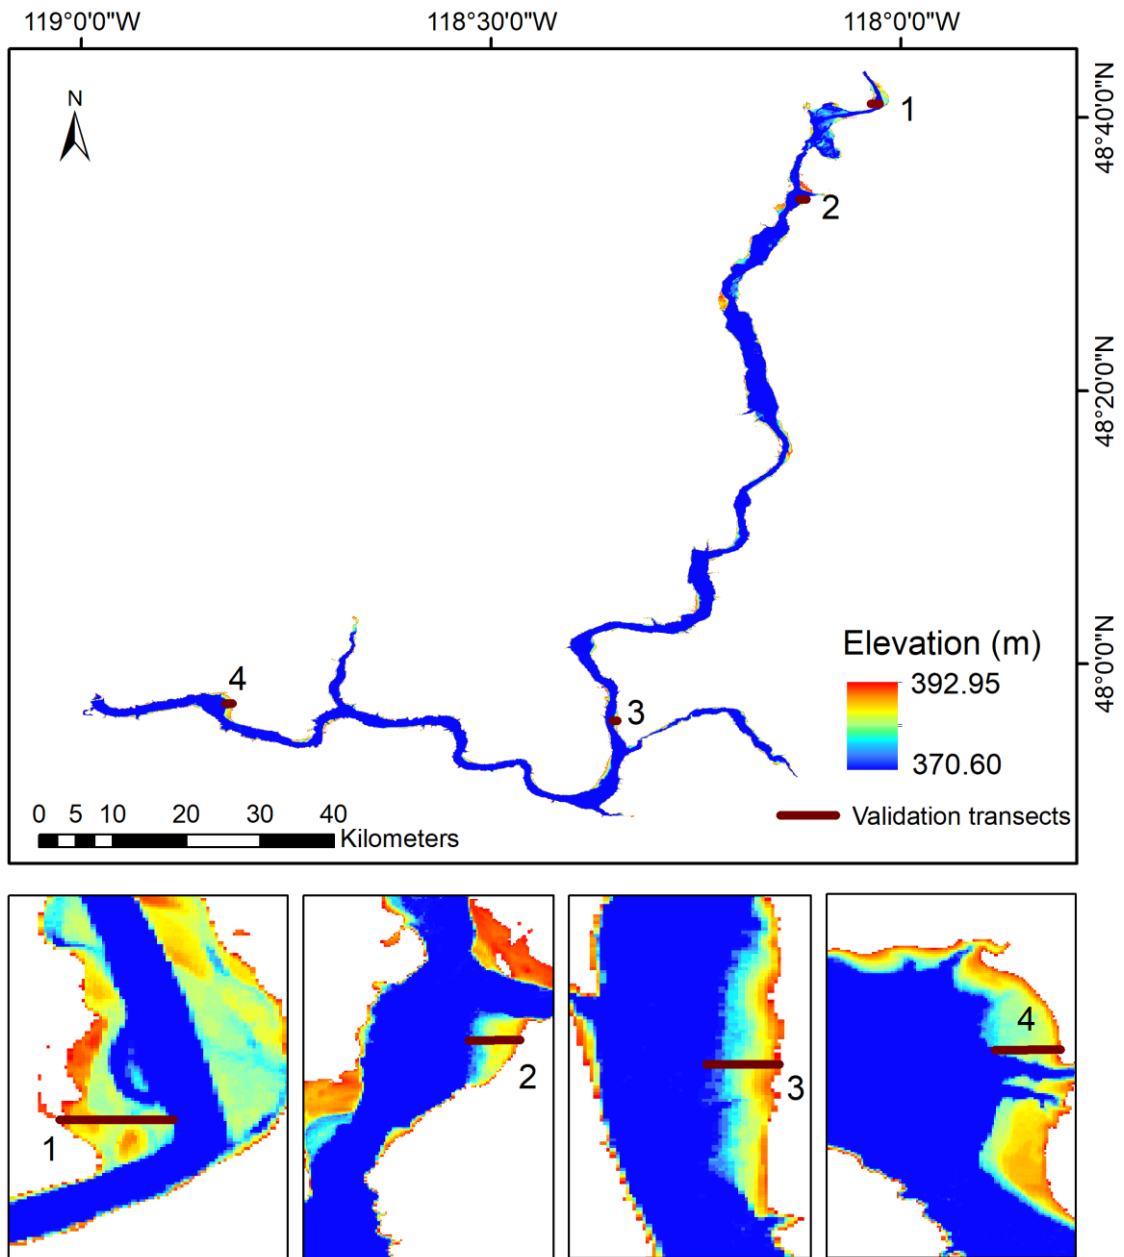 119°0'0"W 118°30'0"W 118°0'0"W
N
1
48°40'0"N
2
48°20'0"N
Elevation (m)
392.95
48°0'0"N
4
3
370.60
0 5 10 20 30 40
Kilometers
Validation transects
1
2
3
4